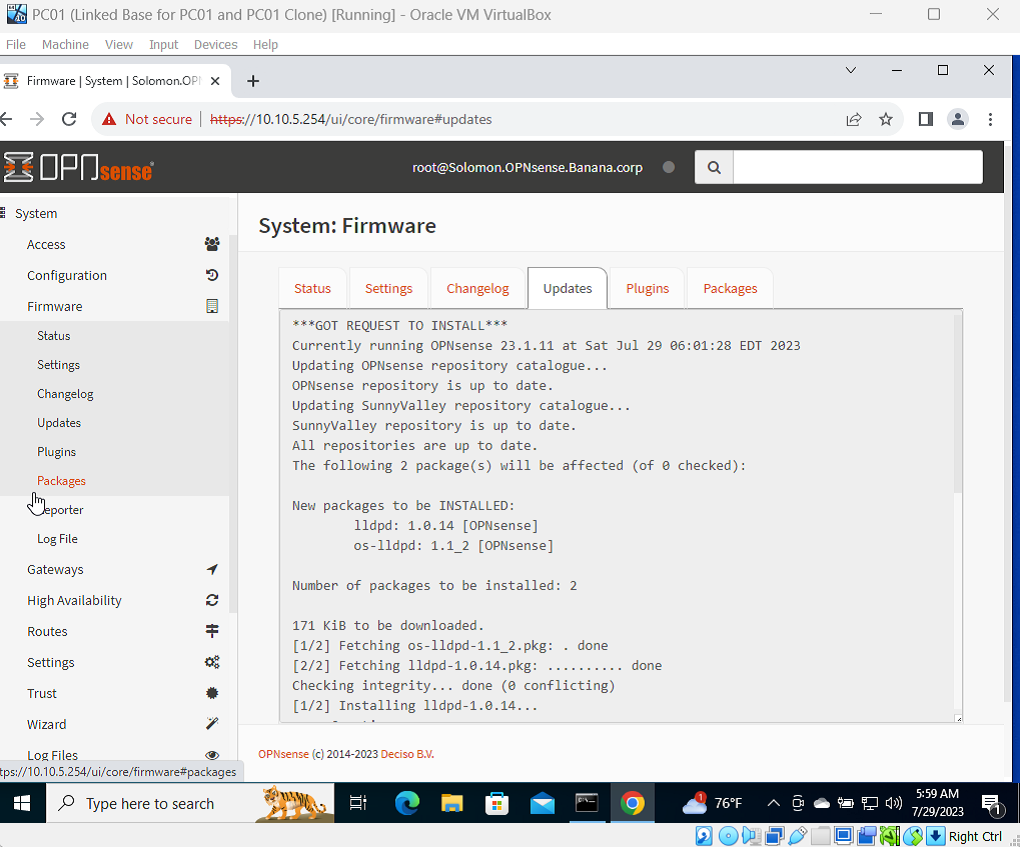 PC01 (Linked Base for PC01 and PC01 Clone) [Running] - Oracle VM VirtualBox
File Machine View Input Devices Help
Firmware | System | Solomon.OPN
Not secure https://10.10.5.254/ui/core/firmware#updates
OPNsense
root@Solomon.OPNsense.Banana.corp
System
Access
Configuration
Firmware
Status
Settings
Changelog
Updates
Plugins
Packages
eporter
Log File
Gateways
High Availability
Routes
Settings
Trust
Wizard
Log Files
tps://10.10.5.254/ui/core/firmware#packages
System: Firmware
Status Settings Changelog Updates Plugins Packages
***GOT REQUEST TO INSTALL***
Currently running OPNsense 23.1.11 at Sat Jul 29 06:01:28 EDT 2023
Updating OPNsense repository catalogue...
OPNsense repository is up to date.
Updating SunnyValley repository catalogue...
SunnyValley repository is up to date.
All repositories are up to date.
The following 2 package(s) will be affected (of 0 checked):
New packages to be INSTALLED:
lldpd: 1.0.14 [OPNsense]
os-lldpd: 1.1_2 [OPNsense]
Number of packages to be installed: 2
171 KiB to be downloaded.
[1/2] Fetching os-lldpd-1.1_2.pkg: . done
[2/2] Fetching lldpd-1.0.14.pkg: .......... done
Checking integrity... done (0 conflicting)
[1/2] Installing lldpd-1.0.14...
OPNsense (c) 2014-2023 Deciso B.V.
Type here to search
1
76°F
5:59 AM
7/29/2023
1
Right Ctrl